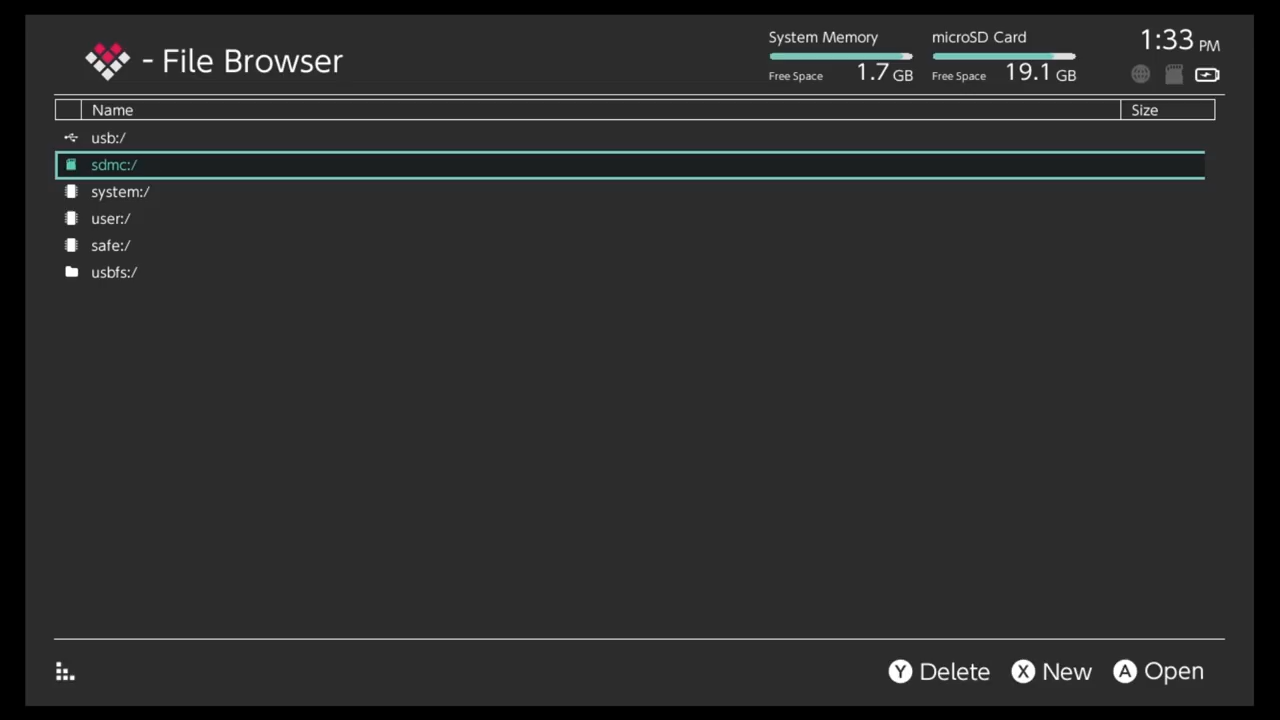 - File Browser
System Memory
Free Space 1.7 GB
microSD Card
Free Space 19.1 GB
1:33 PM
Name Size
usb:/
sdmc:/
system:/
user:/
safe:/
usbfs:/
Y Delete X New A Open